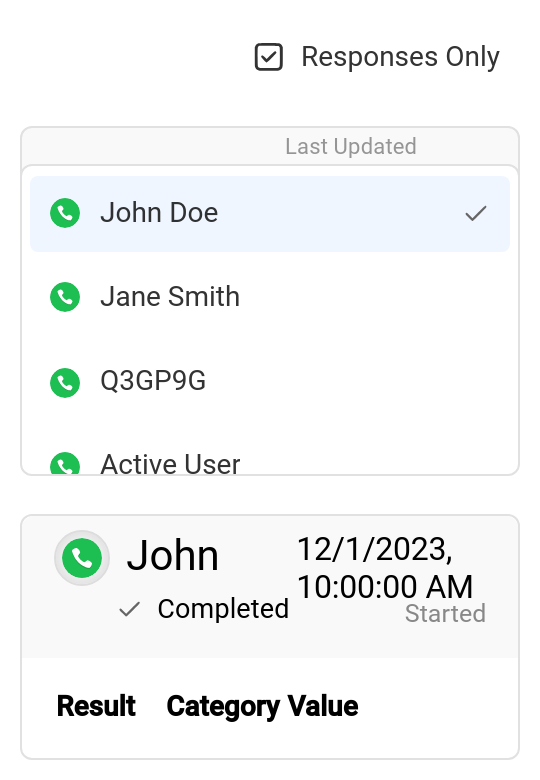 Responses Only
Last Updated
John Doe
Jane Smith
Q3GP9G
Active User
John
12/1/2023,
10:00:00 AM
Completed
Started
Result Category Value